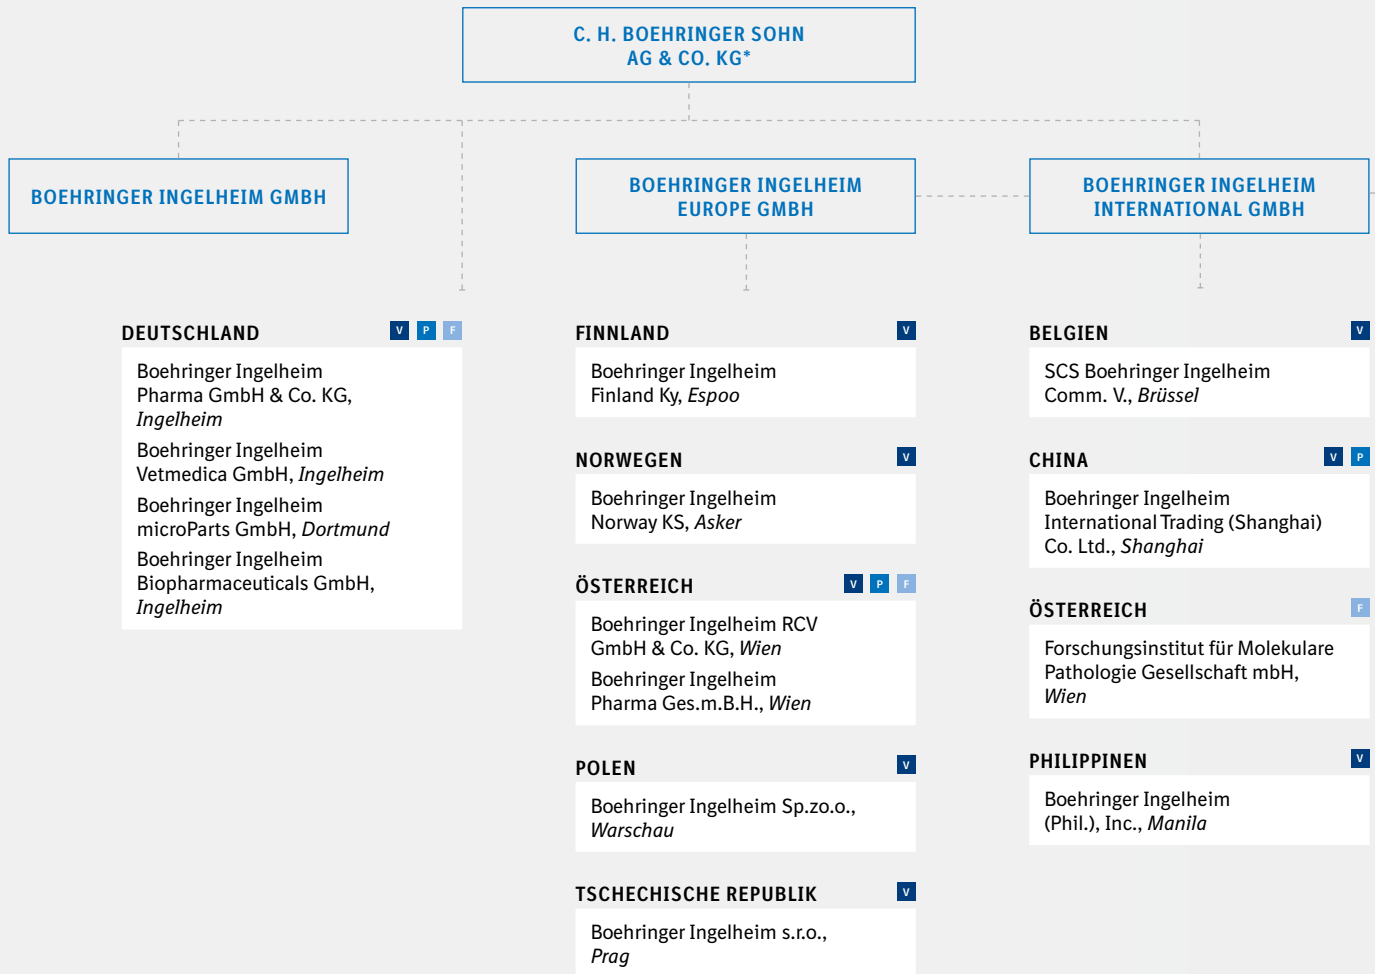 C. H. BOEHRINGER SOHN
AG & CO. KG*
BOEHRINGER INGELHEIM GMBH
BOEHRINGER INGELHEIM
EUROPE GMBH
BOEHRINGER INGELHEIM
INTERNATIONAL GMBH
DEUTSCHLAND V P F
Boehringer Ingelheim
Pharma GmbH & Co. KG,
Ingelheim
Boehringer Ingelheim
Vetmedica GmbH, Ingelheim
Boehringer Ingelheim
microParts GmbH, Dortmund
Boehringer Ingelheim
Biopharmaceuticals GmbH,
Ingelheim
FINNLAND V
Boehringer Ingelheim
Finland Ky, Espoo
NORWEGEN V
Boehringer Ingelheim
Norway KS, Asker
ÖSTERREICH V P F
Boehringer Ingelheim RCV
GmbH & Co. KG, Wien
Boehringer Ingelheim
Pharma Ges.m.B.H., Wien
POLEN V
Boehringer Ingelheim Sp.zo.o.,
Warschau
TSCHECHISCHE REPUBLIK V
Boehringer Ingelheim s.r.o.,
Prag
BELGIEN V
SCS Boehringer Ingelheim
Comm. V., Brüssel
CHINA V P
Boehringer Ingelheim
International Trading (Shanghai)
Co. Ltd., Shanghai
ÖSTERREICH F
Forschungsinstitut für Molekulare
Pathologie Gesellschaft mbH,
Wien
PHILIPPINEN V
Boehringer Ingelheim
(Phil.), Inc., Manila